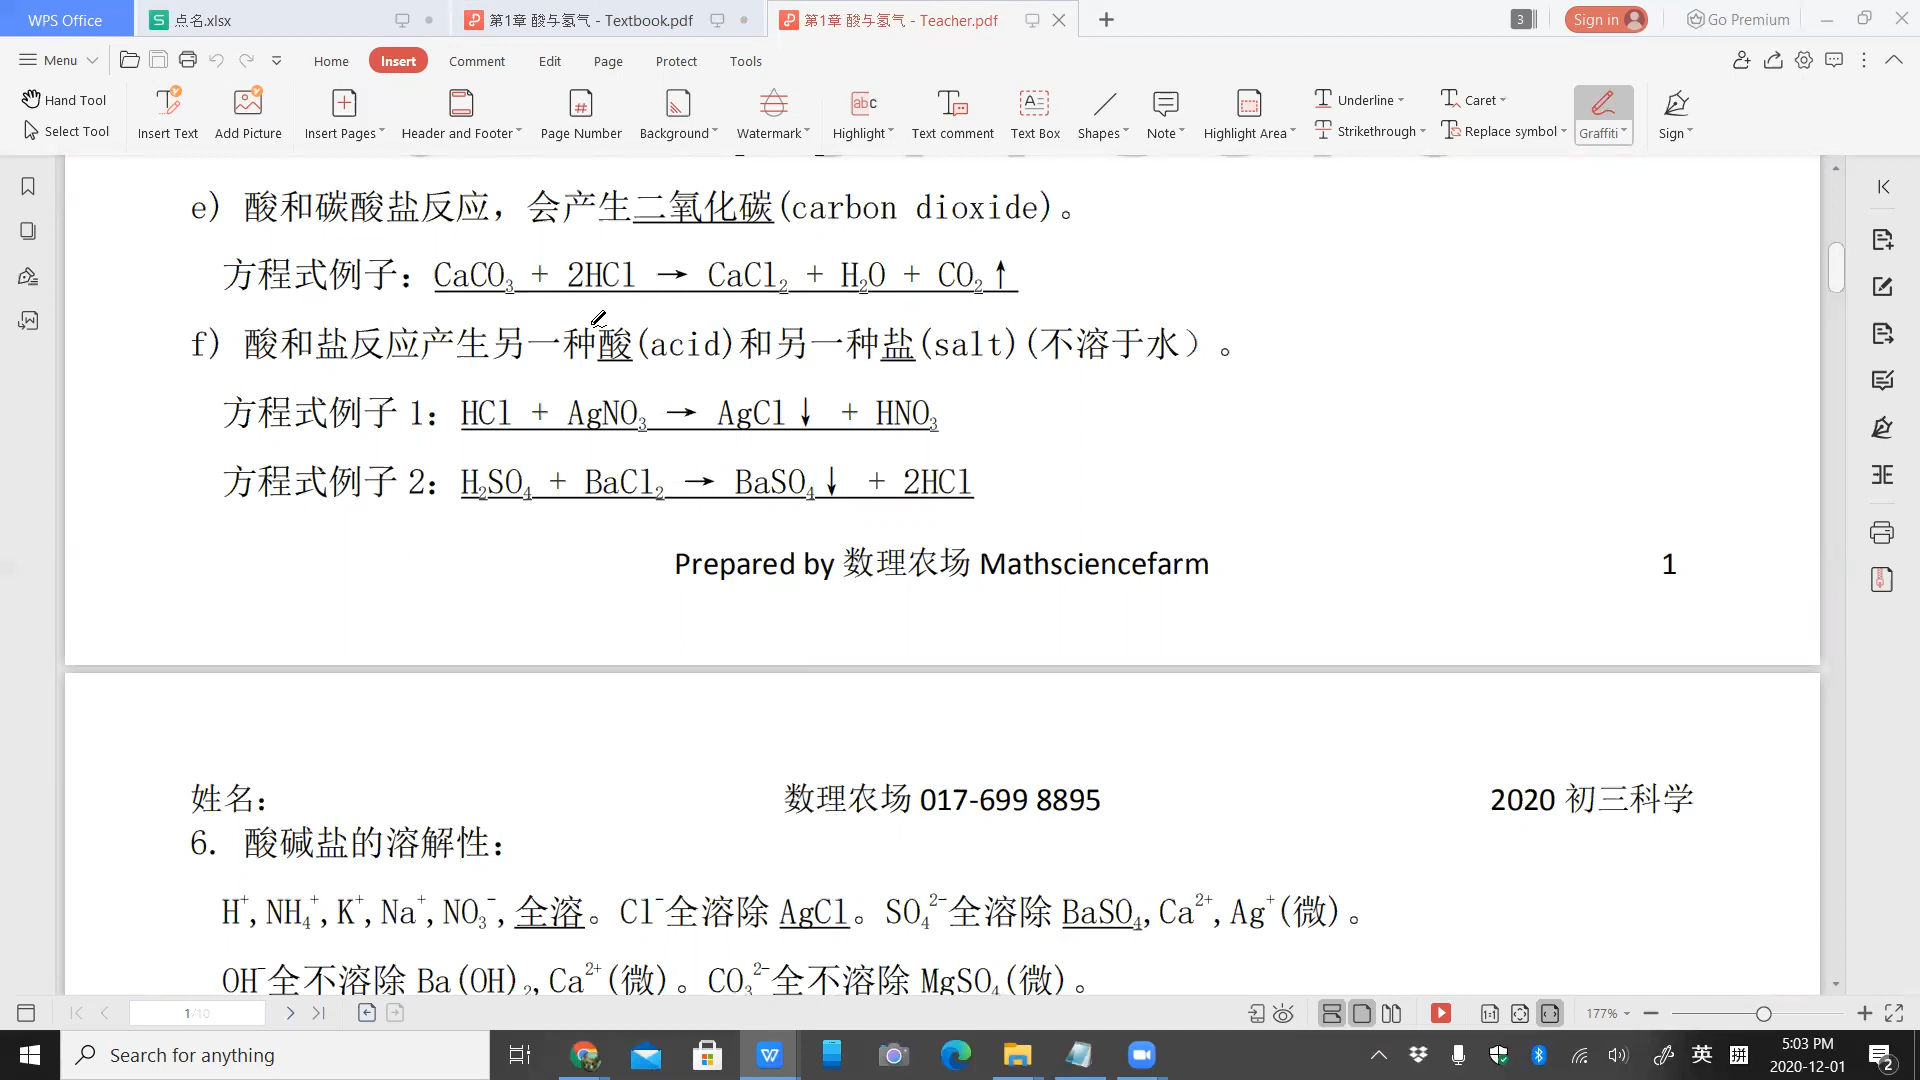 WPS Office 点名.xlsx 第1章 酸与氢气 - Textbook.pdf 第1章 酸与氢气 - Teacher.pdf 3 Sign in Go Premium
Menu Home Insert Comment Edit Page Protect Tools
Hand Tool
Select Tool
Insert Text Add Picture Insert Pages Header and Footer Page Number Background Watermark Highlight Text comment Text Box Shapes Note Highlight Area
Underline Caret
Strikethrough Replace symbol
Graffiti Sign
e) 酸和碳酸盐反应，会产生二氧化碳(carbon dioxide)。
方程式例子：CaCO₃ + 2HCl → CaCl₂ + H₂O + CO₂↑
f) 酸和盐反应产生另一种酸(acid)和另一种盐(salt)(不溶于水）。
方程式例子 1：HCl + AgNO₃ → AgCl↓ + HNO₃
方程式例子 2：H₂SO₄ + BaCl₂ → BaSO₄↓ + 2HCl
Prepared by 数理农场 Mathsciencefarm 1
姓名： 数理农场 017-699 8895 2020 初三科学
6. 酸碱盐的溶解性：
H⁺,NH₄⁺,K⁺,Na⁺,NO₃⁻,全溶。Cl⁻全溶除 AgCl。SO₄²⁻全溶除 BaSO₄,Ca²⁺,Ag⁺(微)。
OH⁻全不溶除 Ba(OH)₂,Ca²⁺(微)。CO₃²⁻全不溶除 MgSO₄(微)。
1/10 177%
Search for anything 英 拼 5:03 PM
2020-12-01 2